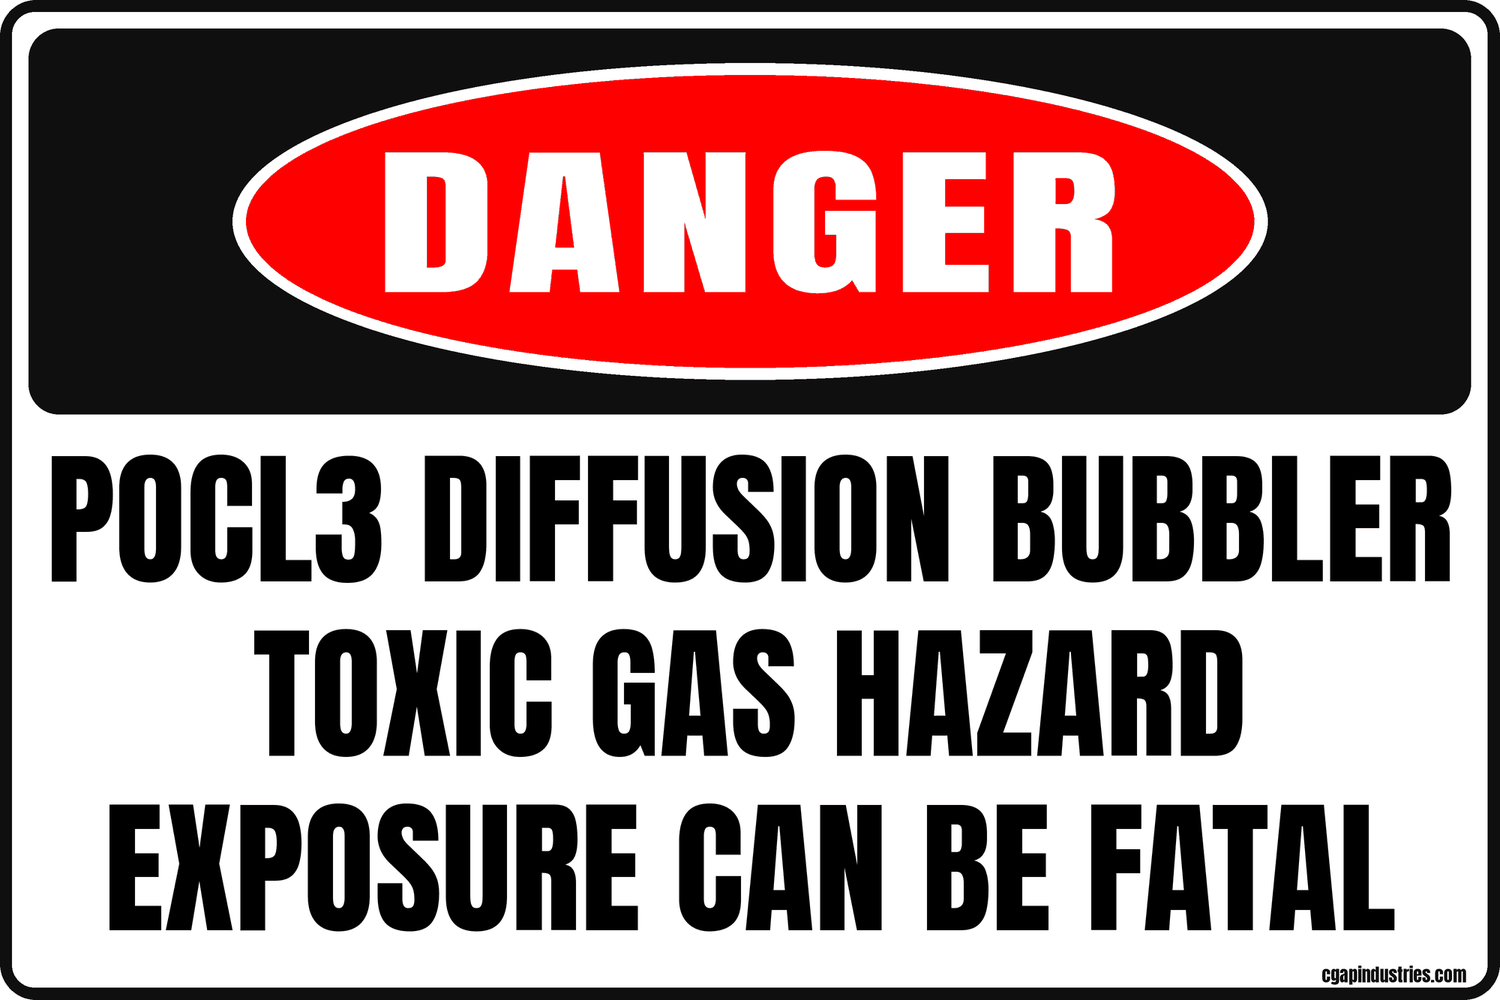 DANGER
POCL3 DIFFUSION BUBBLER
TOXIC GAS HAZARD
EXPOSURE CAN BE FATAL
cgapindustries.com